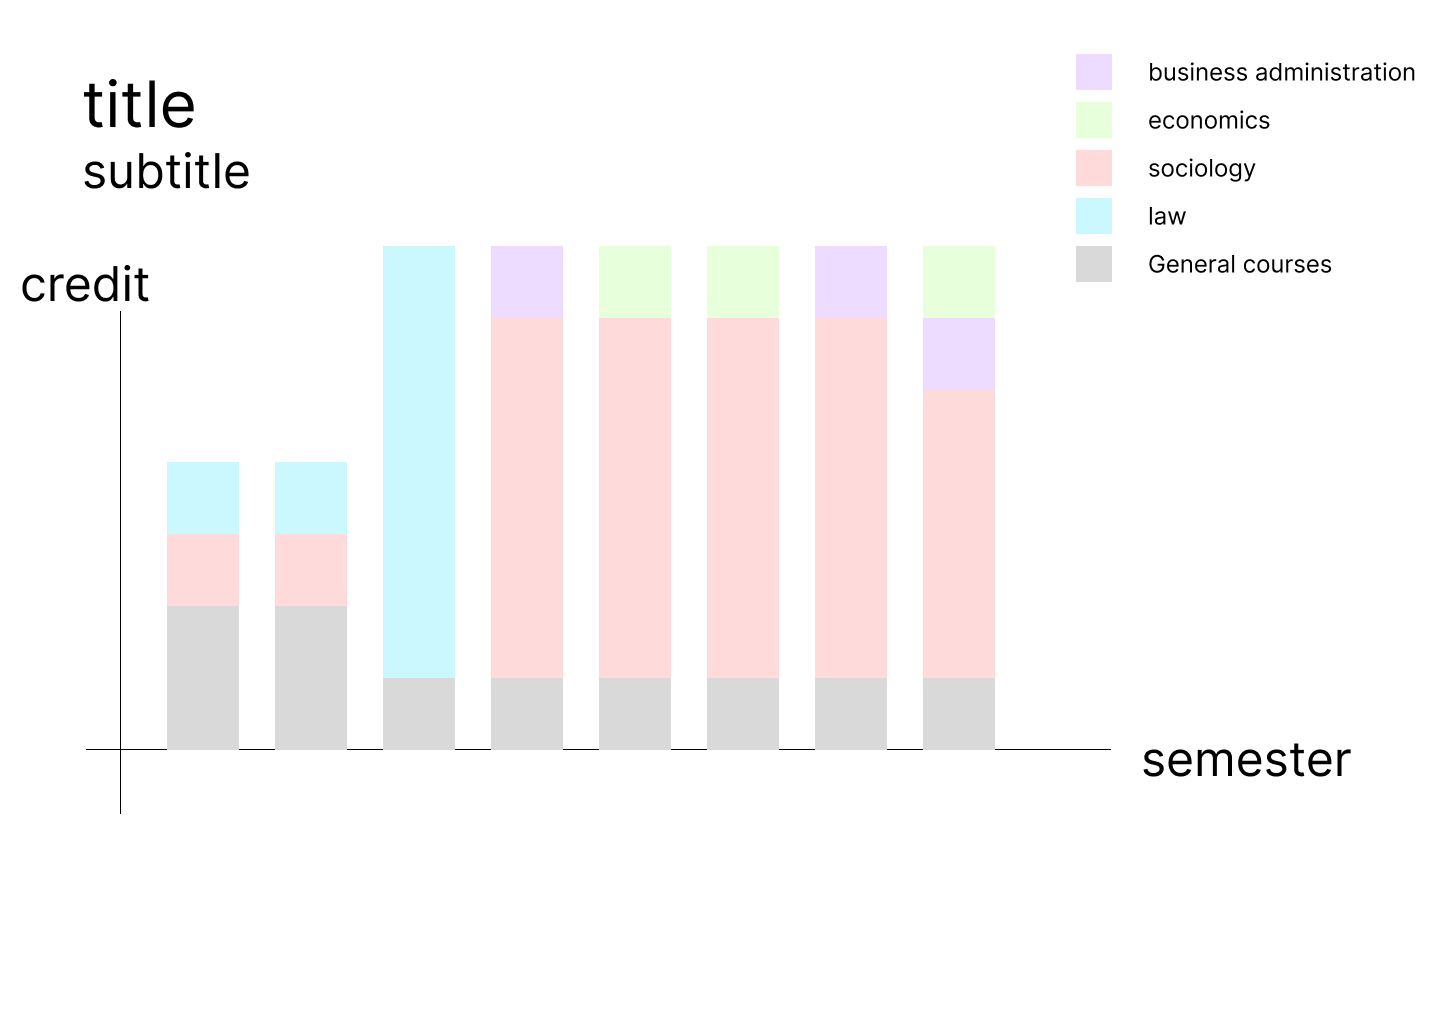 title
subtitle
credit
business administration
economics
sociology
law
General courses
semester